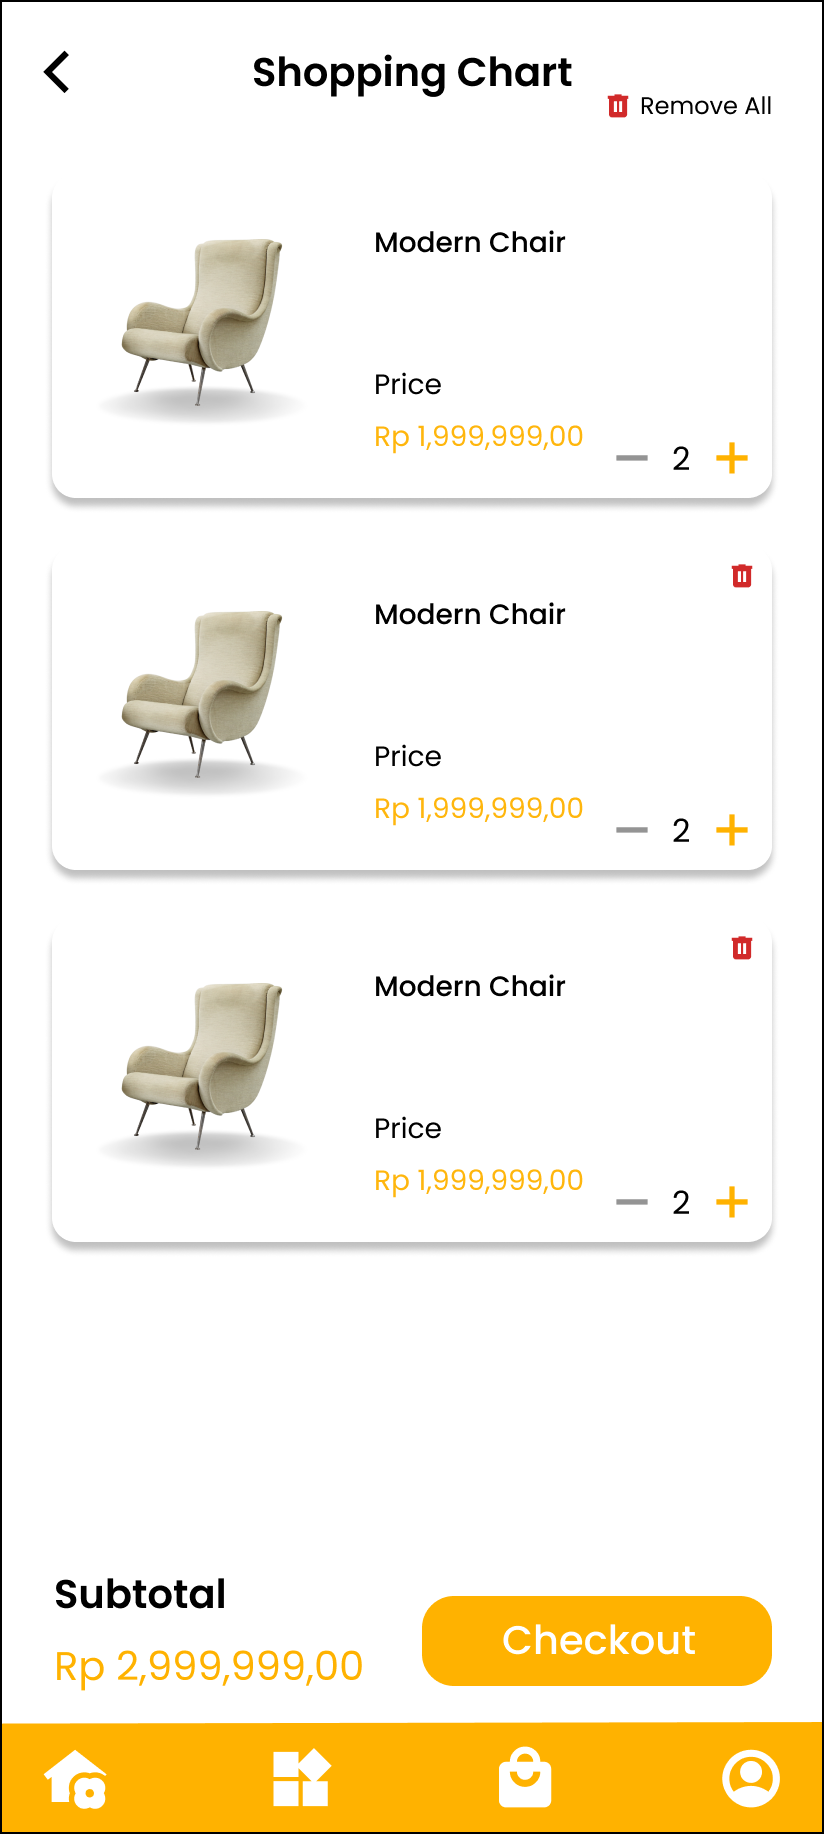 Shopping Chart
Remove All
Modern Chair
Price
Rp 1,999,999,00
2
Modern Chair
Price
Rp 1,999,999,00
2
Modern Chair
Price
Rp 1,999,999,00
2
Subtotal
Rp 2,999,999,00
Checkout